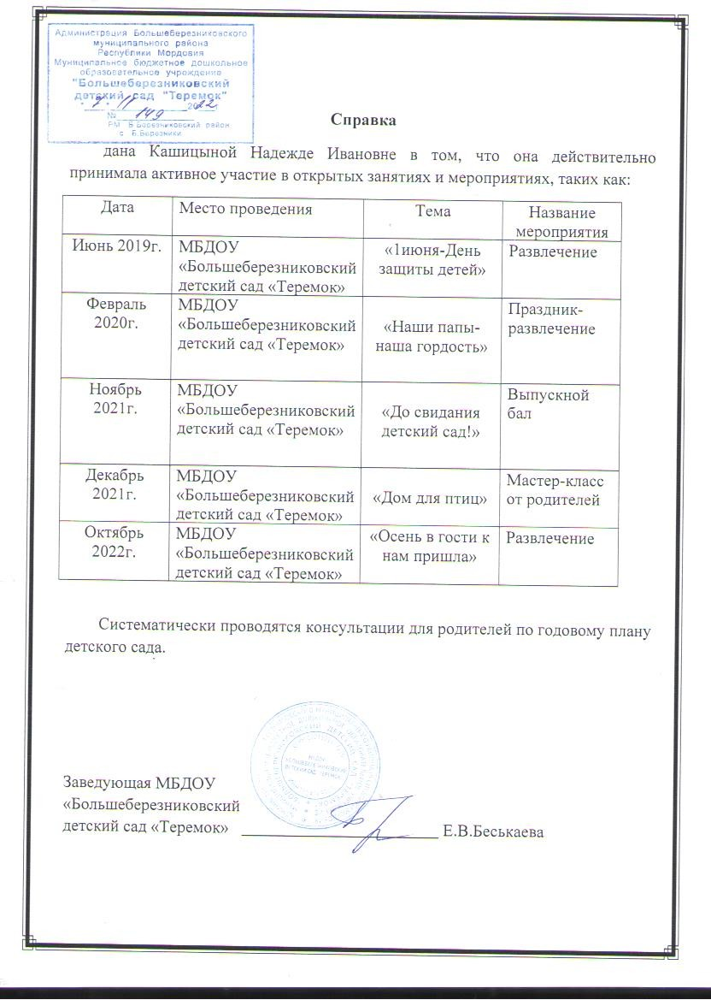 Администрация Большеберезниковского
муниципального района
Республики Мордовия
Муниципальное бюджетное дошкольное
образовательное учреждение
"Большеберезниковский
детский сад "Теремок"
" 7 " 11 2022 г
№ 149
РМ Б.Березниковский район
с Б.Березники
Справка
дана Кашицыной Надежде Ивановне в том, что она действительно
принимала активное участие в открытых занятиях и мероприятиях, таких как:
Дата Место проведения Тема Название
мероприятия
Июнь 2019г. МБДОУ «1июня-День Развлечение
«Большеберезниковский защиты детей»
детский сад «Теремок»
Февраль МБДОУ Праздник-
2020г. «Большеберезниковский «Наши папы- развлечение
детский сад «Теремок» наша гордость»
Ноябрь МБДОУ Выпускной
2021г. «Большеберезниковский «До свидания бал
детский сад «Теремок» детский сад!»
Декабрь МБДОУ Мастер-класс
2021г. «Большеберезниковский «Дом для птиц» от родителей
детский сад «Теремок»
Октябрь МБДОУ «Осень в гости к Развлечение
2022г. «Большеберезниковский нам пришла»
детский сад «Теремок»
Систематически проводятся консультации для родителей по годовому плану
детского сада.
Заведующая МБДОУ
«Большеберезниковский
детский сад «Теремок» Е.В.Беськаева